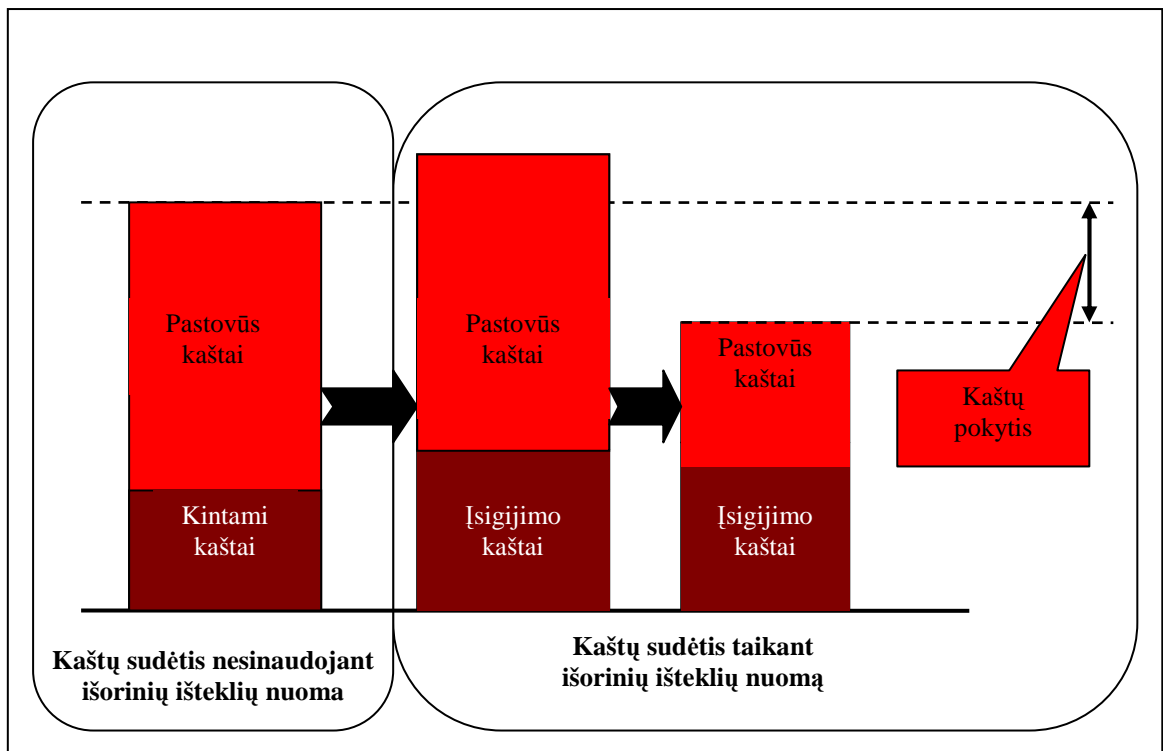 Pastovūs
kaštai
Kintami
kaštai
Pastovūs
kaštai
Įsigijimo
kaštai
Pastovūs
kaštai
Įsigijimo
kaštai
Kaštų
pokytis
Kaštų sudėtis nesinaudojant
išorinių išteklių nuoma
Kaštų sudėtis taikant
išorinių išteklių nuomą